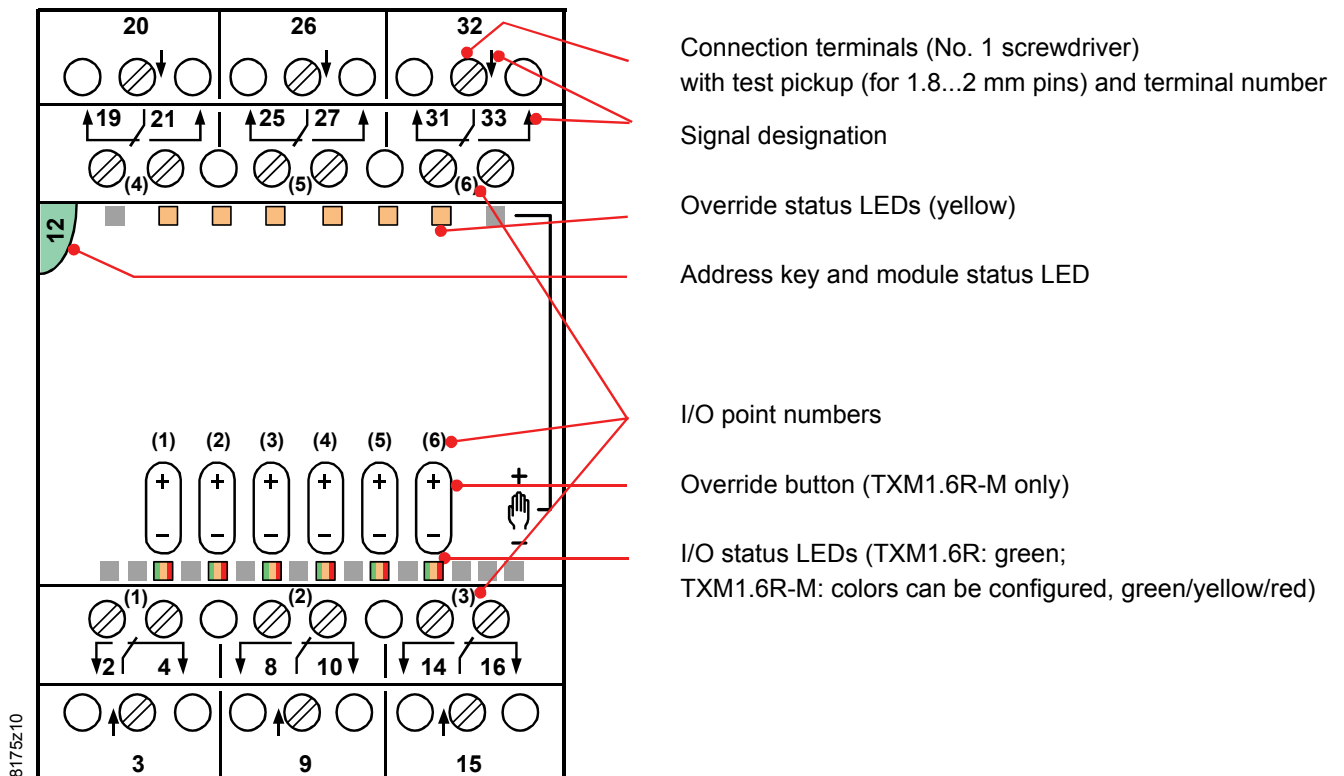 20 26 32
19 21 25 27 31 33
(4) (5) (6)
12
(1) (2) (3) (4) (5) (6)
+ + + + + + +
− − − − − − −
(1) (2) (3)
2 4 8 10 14 16
3 9 15
8175z10
Connection terminals (No. 1 screwdriver)
with test pickup (for 1.8...2 mm pins) and terminal number
Signal designation
Override status LEDs (yellow)
Address key and module status LED
I/O point numbers
Override button (TXM1.6R-M only)
I/O status LEDs (TXM1.6R: green;
TXM1.6R-M: colors can be configured, green/yellow/red)